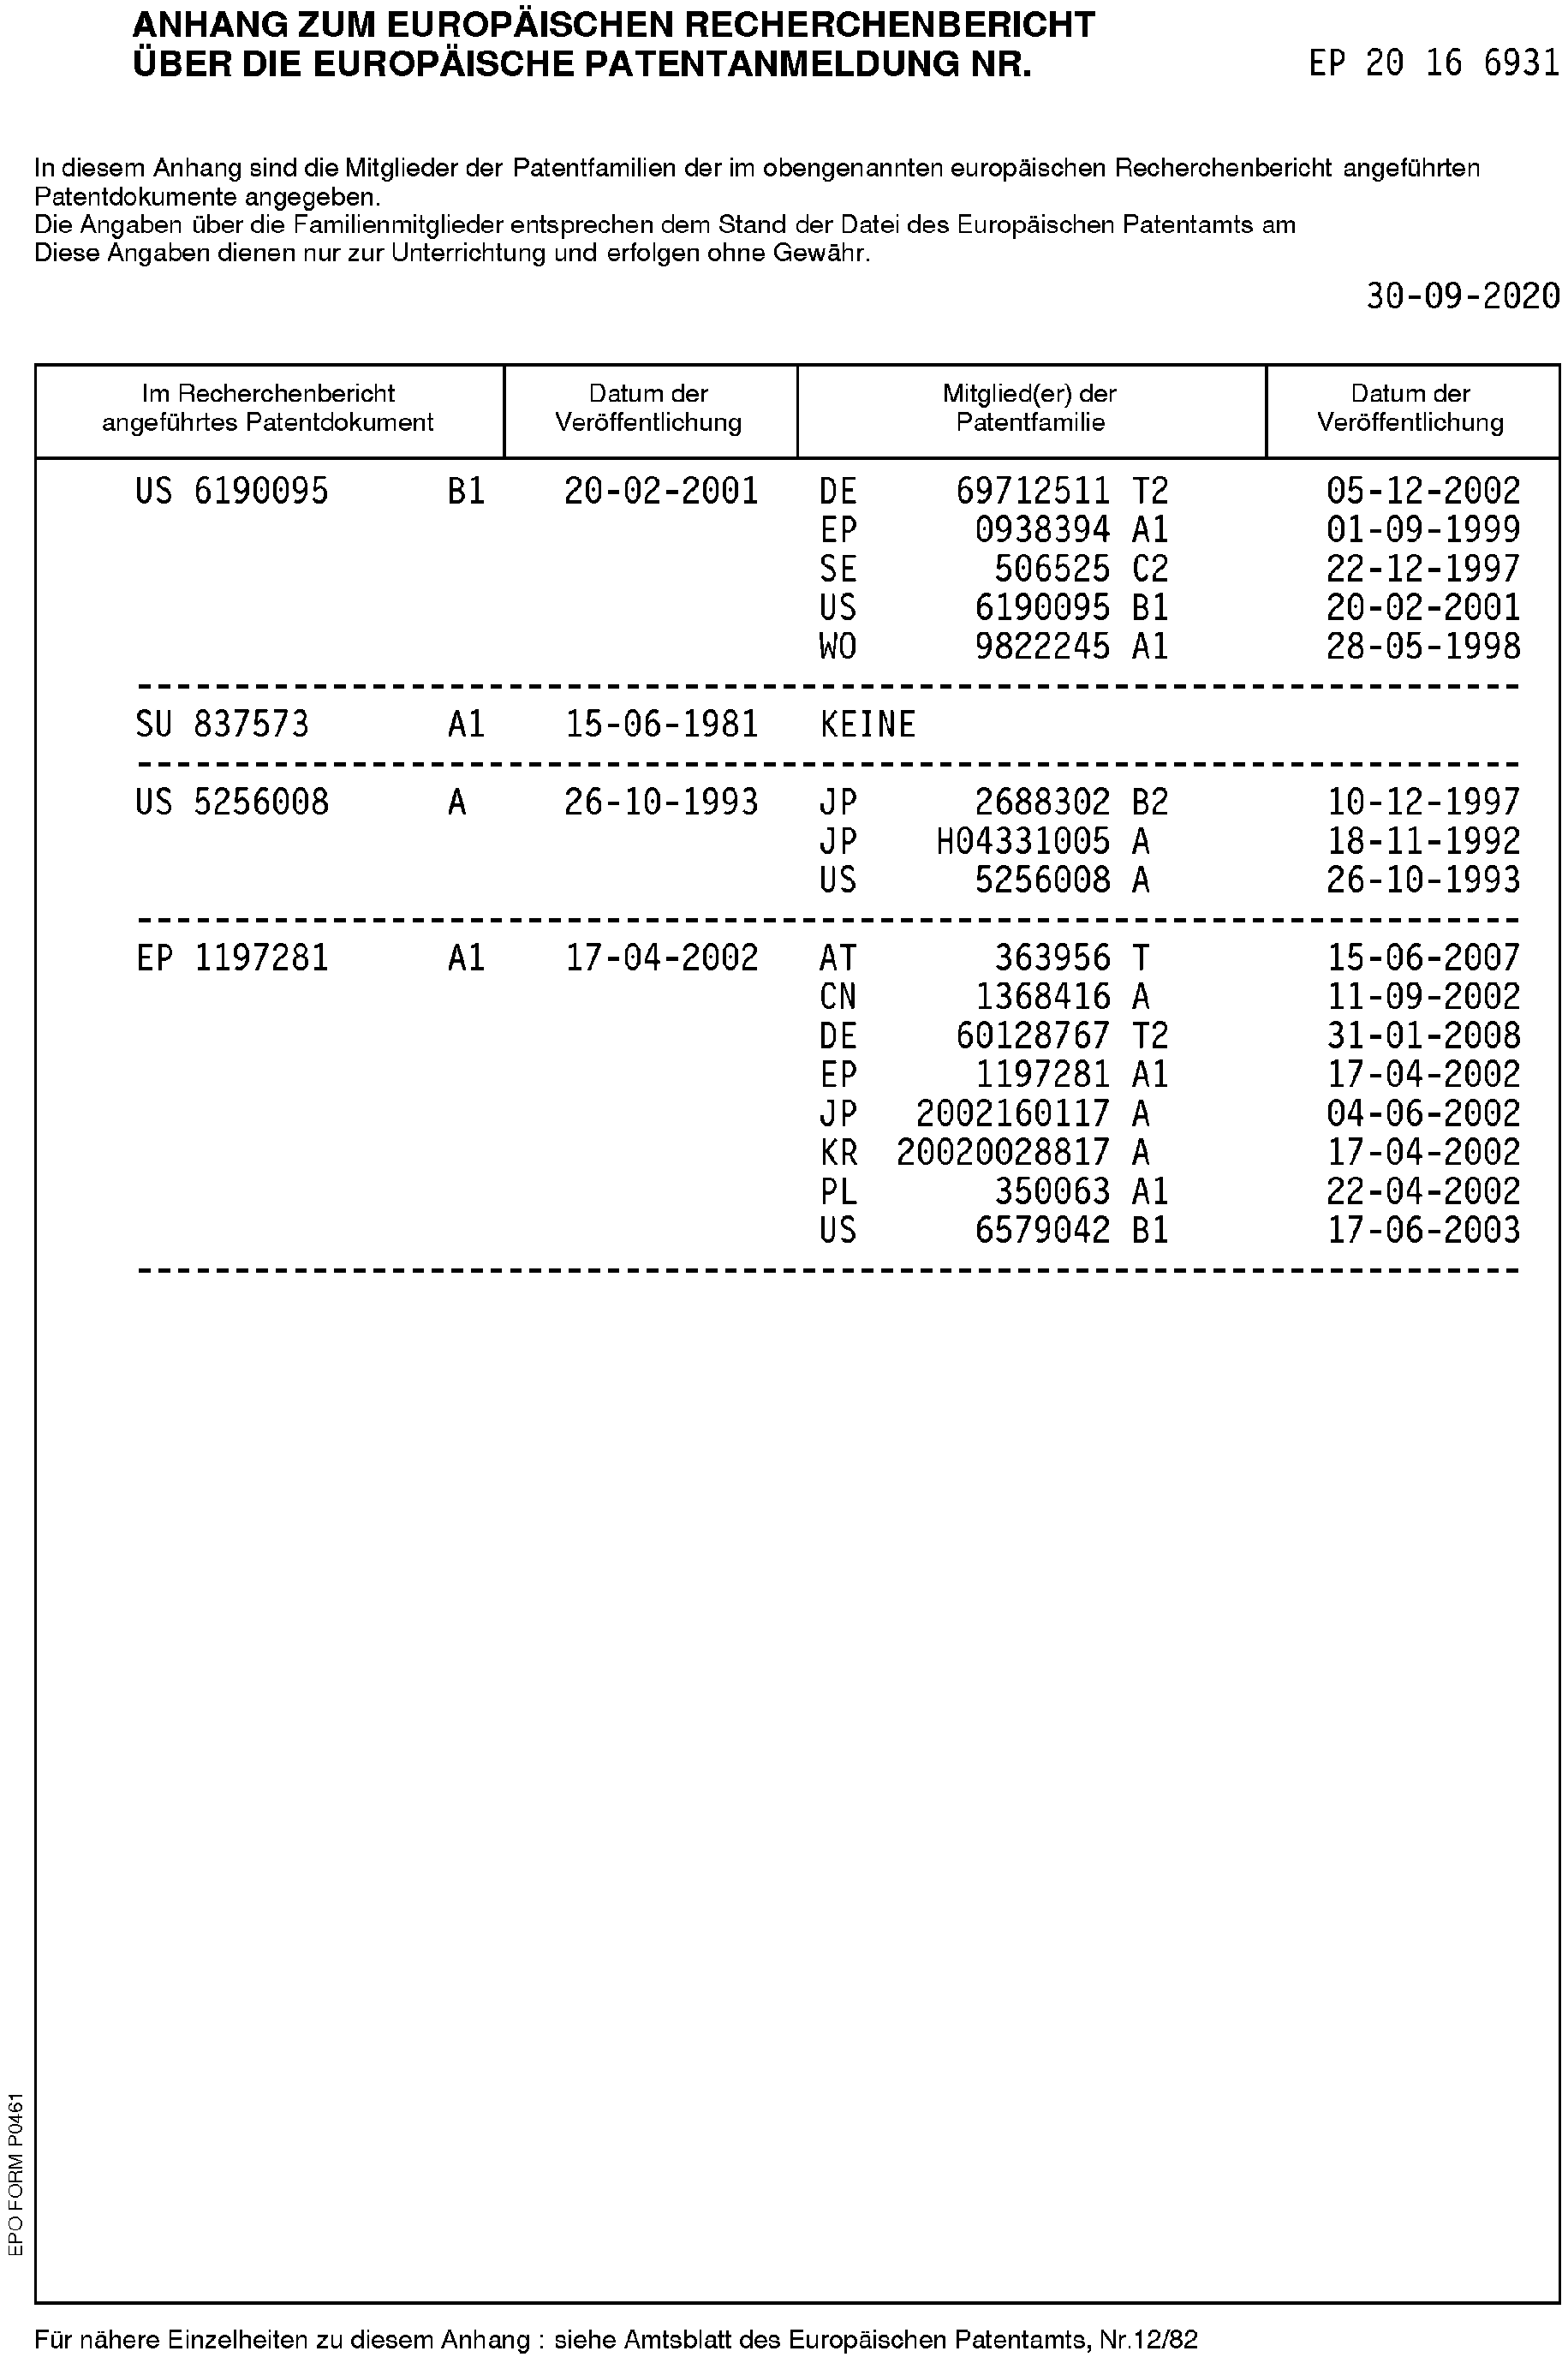 ANHANG ZUM EUROPÄISCHEN RECHERCHENBERICHT
ÜBER DIE EUROPÄISCHE PATENTANMELDUNG NR. EP 20 16 6931
In diesem Anhang sind die Mitglieder der Patentfamilien der im obengenannten europäischen Recherchenbericht angeführten
Patentdokumente angegeben.
Die Angaben über die Familienmitglieder entsprechen dem Stand der Datei des Europäischen Patentamts am
Diese Angaben dienen nur zur Unterrichtung und erfolgen ohne Gewähr.
30-09-2020
Im Recherchenbericht Datum der Mitglied(er) der Datum der
angeführtes Patentdokument Veröffentlichung Patentfamilie Veröffentlichung
US 6190095 B1 20-02-2001 DE 69712511 T2 05-12-2002
EP 0938394 A1 01-09-1999
SE 506525 C2 22-12-1997
US 6190095 B1 20-02-2001
WO 9822245 A1 28-05-1998
SU 837573 A1 15-06-1981 KEINE
US 5256008 A 26-10-1993 JP 2688302 B2 10-12-1997
JP H04331005 A 18-11-1992
US 5256008 A 26-10-1993
EP 1197281 A1 17-04-2002 AT 363956 T 15-06-2007
CN 1368416 A 11-09-2002
DE 60128767 T2 31-01-2008
EP 1197281 A1 17-04-2002
JP 2002160117 A 04-06-2002
KR 20020028817 A 17-04-2002
PL 350063 A1 22-04-2002
US 6579042 B1 17-06-2003
EPO FORM P0461
Für nähere Einzelheiten zu diesem Anhang : siehe Amtsblatt des Europäischen Patentamts, Nr.12/82